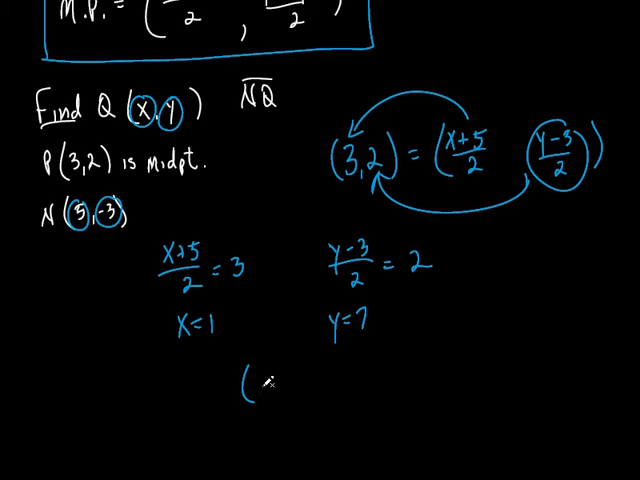 M.P. = ( 2 , 2 )
Find Q (x, y) NQ
(3,2) = (x+5/2 y-3/2)
P(3,2) is midpt.
N(5,-3)
x+5/2 = 3 y-3/2 = 2
x=1 y=7
(